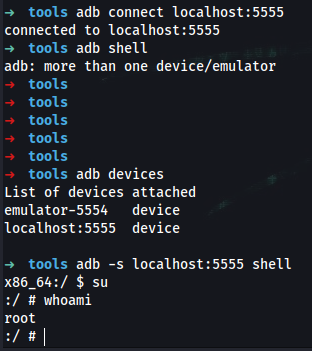 ➜ tools adb connect localhost:5555
connected to localhost:5555
➜ tools adb shell
adb: more than one device/emulator
➜ tools
➜ tools
➜ tools
➜ tools
➜ tools
➜ tools adb devices
List of devices attached
emulator-5554 device
localhost:5555 device
➜ tools adb -s localhost:5555 shell
x86_64:/ $ su
:/ # whoami
root
:/ #